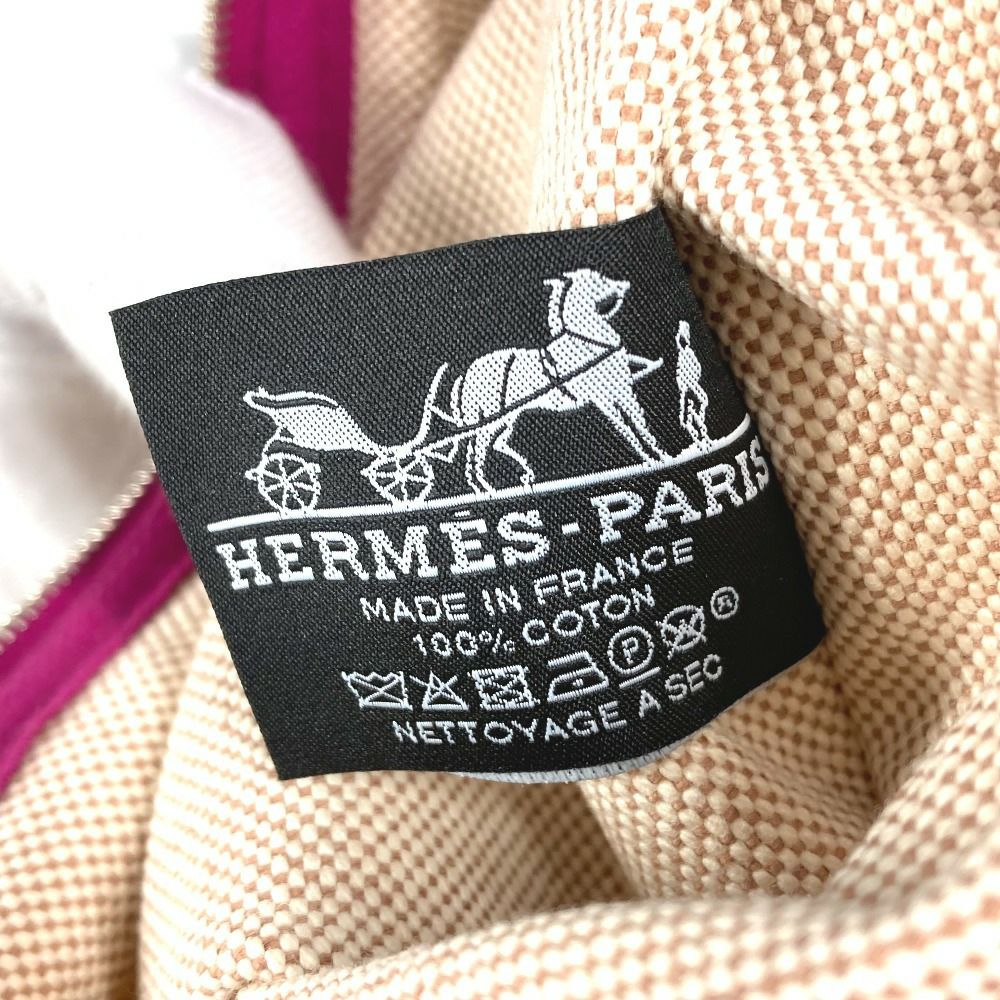 HERMÈS-PARIS
MADE IN FRANCE
100% COTON
P ®
NETTOYAGE A SEC